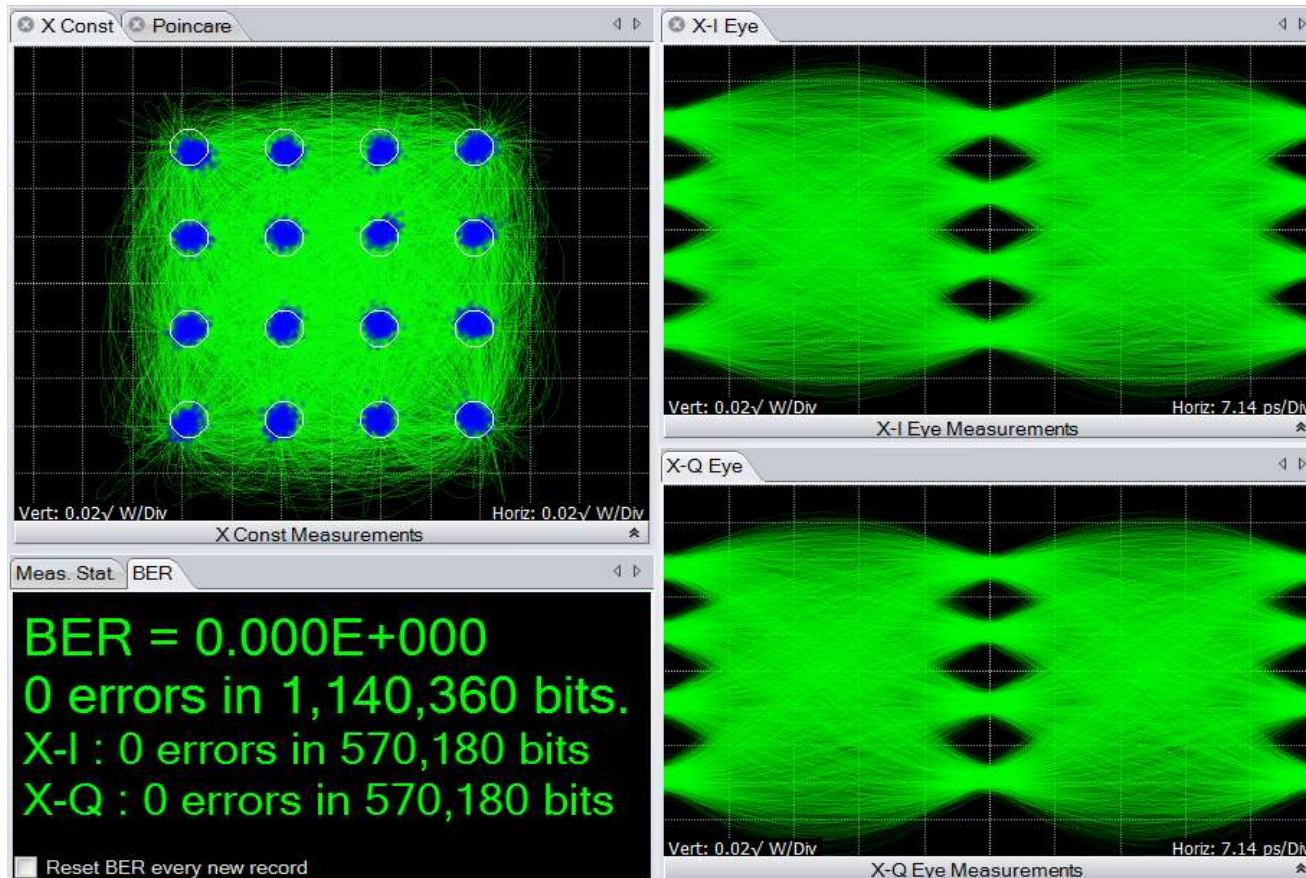 X Const
Poincare
Vert: 0.02√ W/Div
Horiz: 0.02√ W/Div
X Const Measurements
Meas. Stat.
BER
BER = 0.000E+000
0 errors in 1,140,360 bits.
X-I : 0 errors in 570,180 bits
X-Q : 0 errors in 570,180 bits
Reset BER every new record
X-I Eye
Vert: 0.02√ W/Div
Horiz: 7.14 ps/Div
X-I Eye Measurements
X-Q Eye
Vert: 0.02√ W/Div
Horiz: 7.14 ps/Div
X-Q Eye Measurements